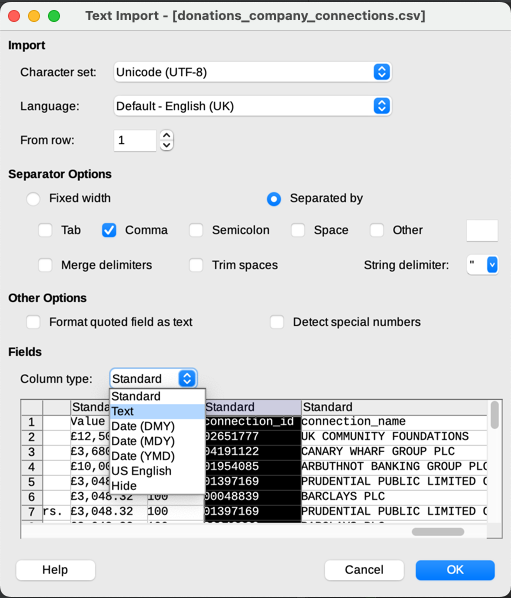 Text Import - [donations_company_connections.csv]
Import
Character set: Unicode (UTF-8)
Language: Default - English (UK)
From row: 1
Separator Options
Fixed width Separated by
Tab Comma Semicolon Space Other
Merge delimiters Trim spaces String delimiter: "
Other Options
Format quoted field as text Detect special numbers
Fields
Column type: Standard
Standard
Text
Date (DMY)
Date (MDY)
Date (YMD)
US English
Hide
Standard Standard
1 Value connection_id connection_name
2 £12,50 02651777 UK COMMUNITY FOUNDATIONS
3 £3,680 04191122 CANARY WHARF GROUP PLC
4 £10,00 01954085 ARBUTHNOT BANKING GROUP PLC
5 £3,048 01397169 PRUDENTIAL PUBLIC LIMITED C
6 £3,048.32 100 00048839 BARCLAYS PLC
7 rs. £3,048.32 100 01397169 PRUDENTIAL PUBLIC LIMITED C
Help Cancel OK